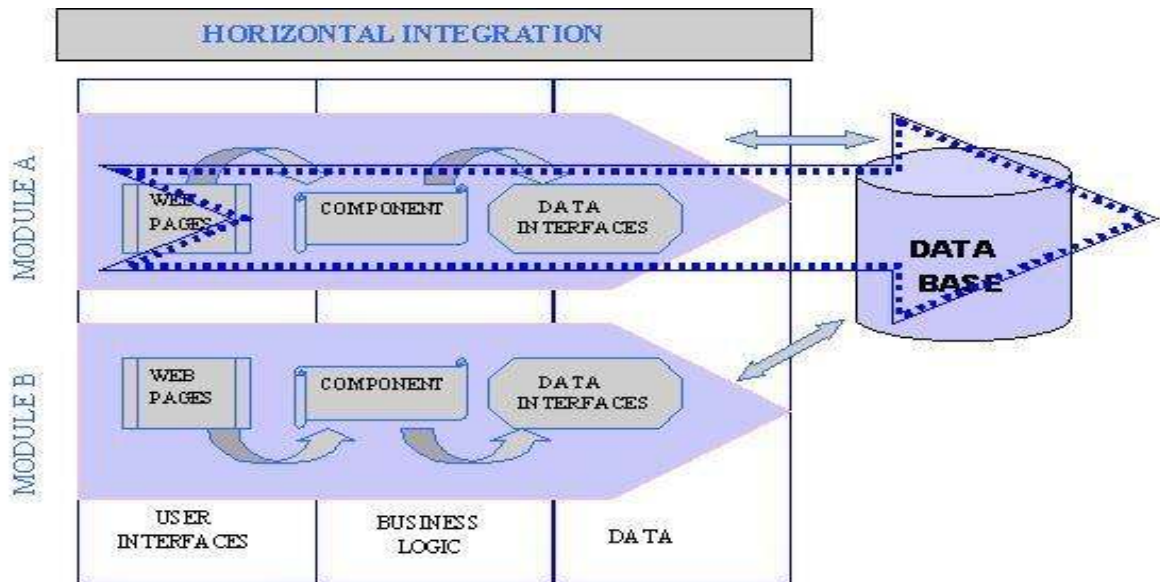 HORIZONTAL INTEGRATION
MODULE A
WEB
PAGES
COMPONENT
DATA
INTERFACES
DATA
BASE
MODULE B
WEB
PAGES
COMPONENT
DATA
INTERFACES
USER
INTERFACES
BUSINESS
LOGIC
DATA